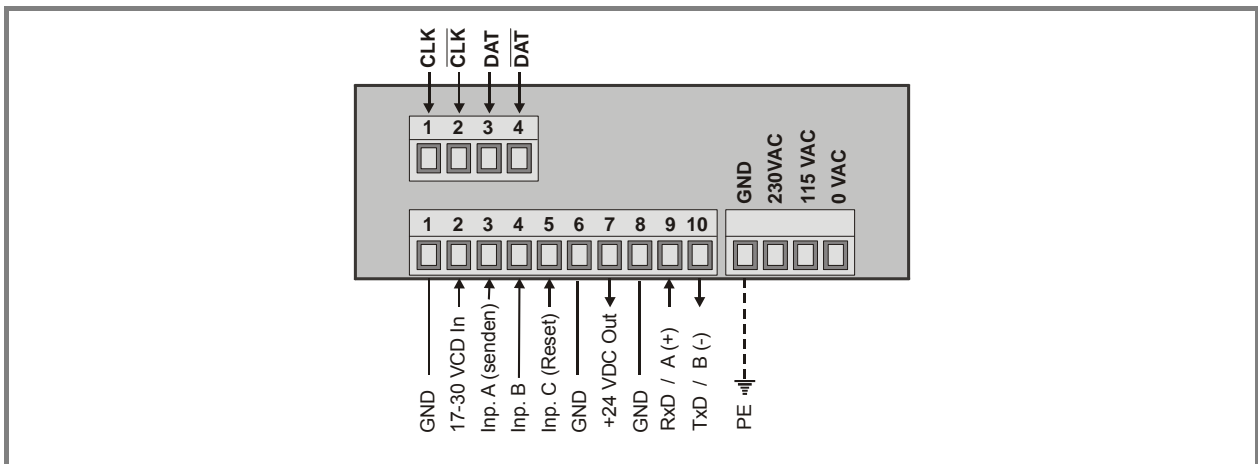 CLK
CLK
DAT
DAT
1 2 3 4
GND
230VAC
115 VAC
0 VAC
1 2 3 4 5 6 7 8 9 10
GND
17-30 VCD In
Inp. A (senden)
Inp. B
Inp. C (Reset)
GND
+24 VDC Out
GND
RxD / A (+)
TxD / B (-)
PE